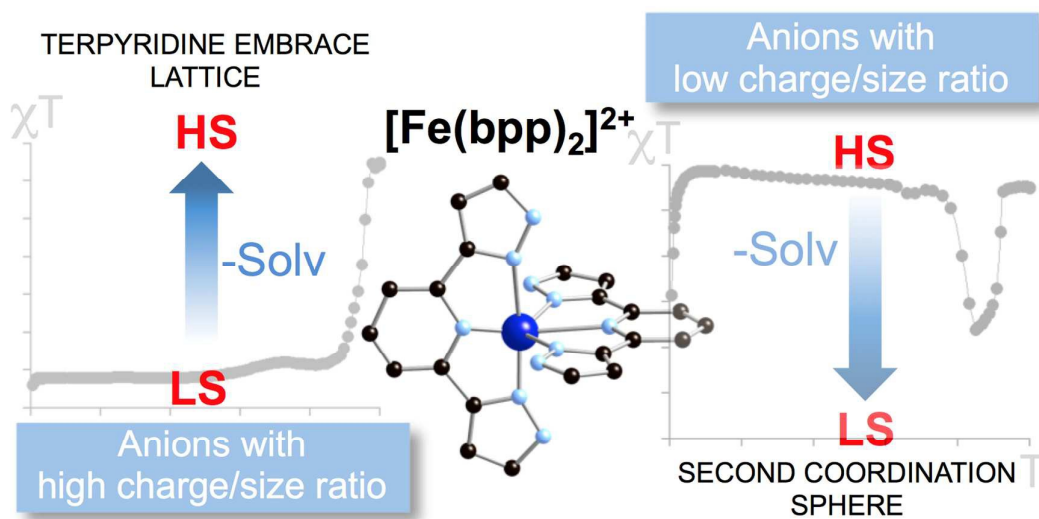 TERPYRIDINE EMBRACE
LATTICE
χT
HS
-Solv
LS
Anions with
high charge/size ratio
[Fe(bpp)₂]²⁺
Anions with
low charge/size ratio
χT
HS
-Solv
LS
T
SECOND COORDINATION
SPHERE